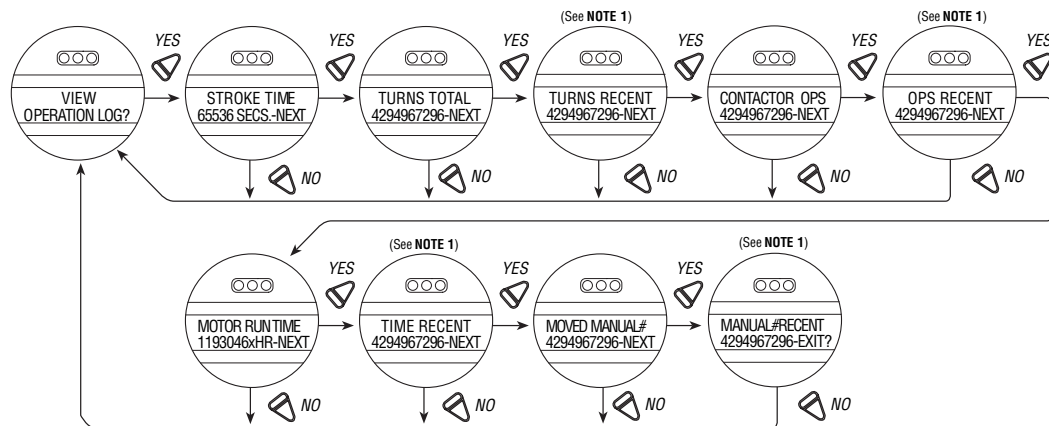 (See NOTE 1)
(See NOTE 1)
YES
YES
YES
YES
YES
YES
VIEW
OPERATION LOG?
STROKE TIME
65536 SECS.-NEXT
TURNS TOTAL
4294967296-NEXT
TURNS RECENT
4294967296-NEXT
CONTACTOR OPS
4294967296-NEXT
OPS RECENT
4294967296-NEXT
NO
NO
NO
NO
NO
(See NOTE 1)
(See NOTE 1)
YES
YES
YES
MOTOR RUNTIME
1193046xHR-NEXT
TIME RECENT
4294967296-NEXT
MOVED MANUAL#
4294967296-NEXT
MANUAL#RECENT
4294967296-EXIT?
NO
NO
NO
NO